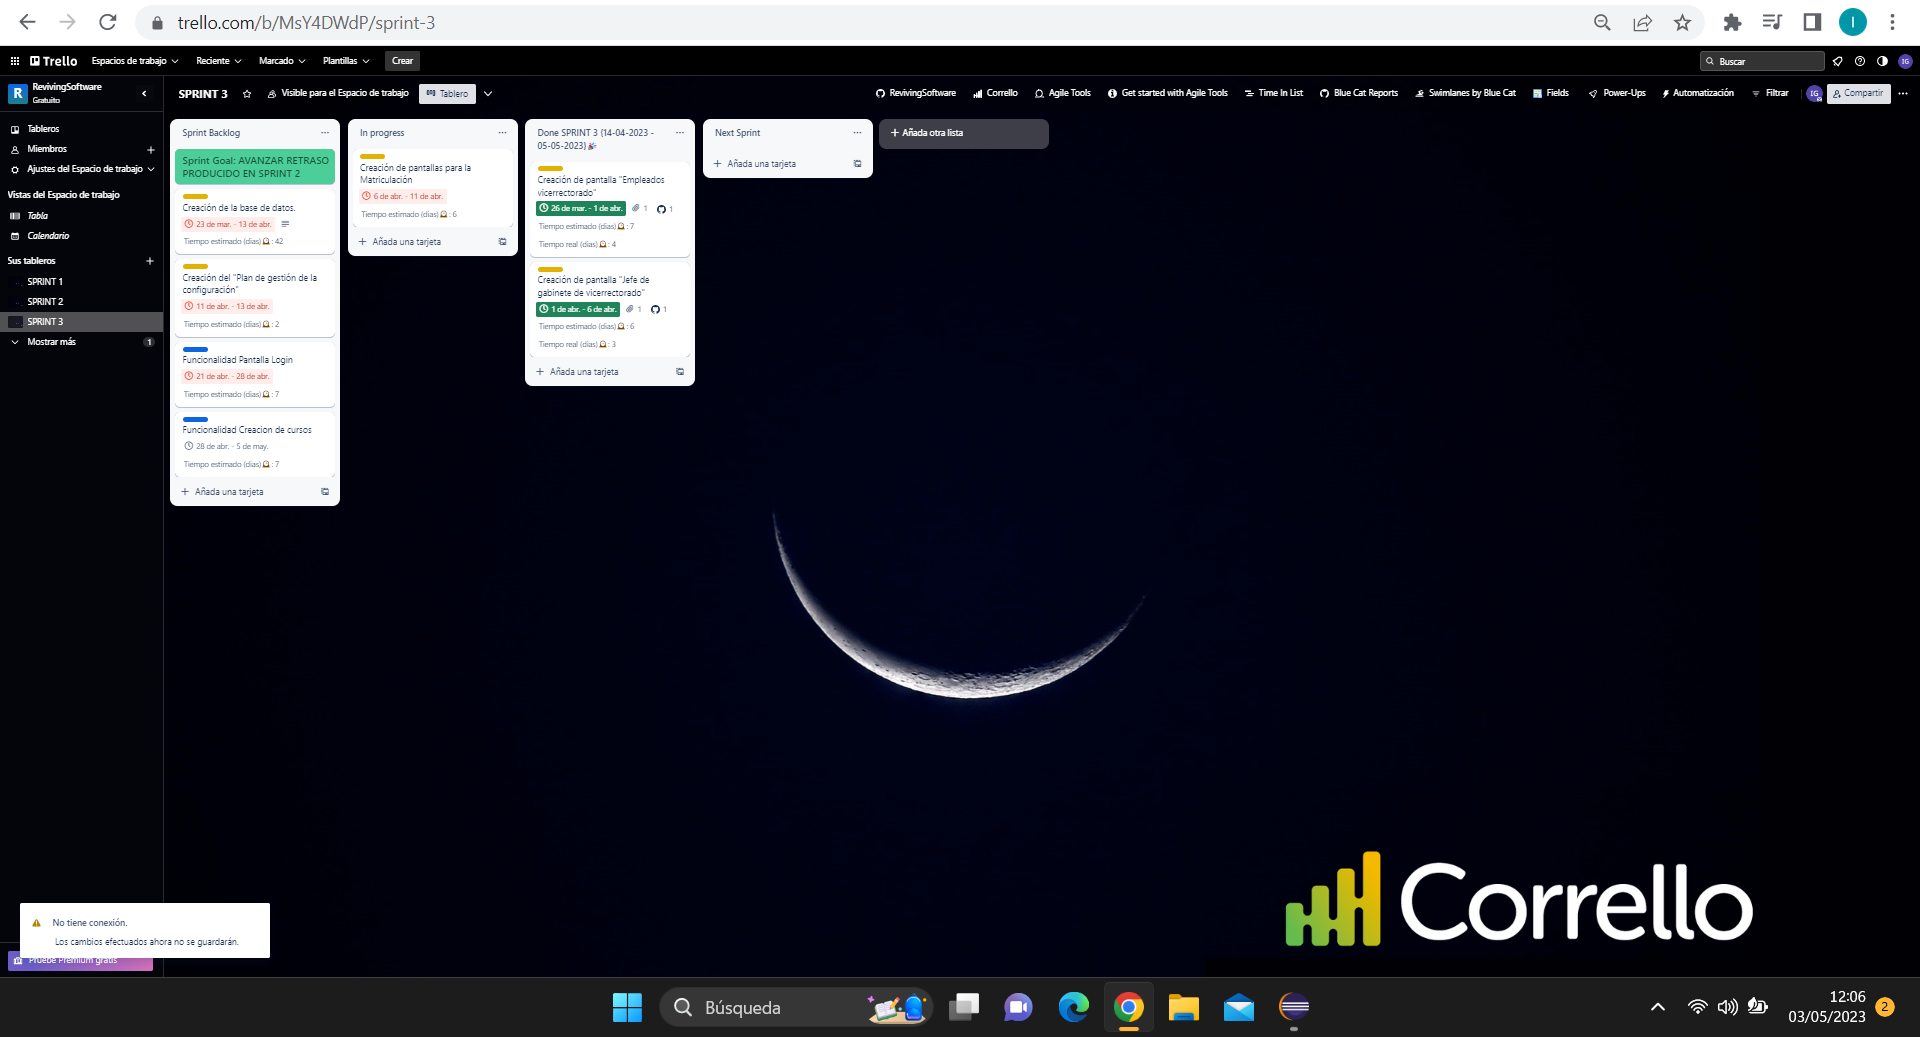 trello.com/b/MsY4DWdP/sprint-3
I
Trello
Espacios de trabajo
Reciente
Marcado
Plantillas
Crear
Buscar
IG
R
RevivingSoftware
Gratuito
SPRINT 3
Visible para el Espacio de trabajo
Tablero
RevivingSoftware
Corrello
Agile Tools
Get started with Agile Tools
Time In List
Blue Cat Reports
Swimlanes by Blue Cat
Fields
Power-Ups
Automatización
Filtrar
IG
Compartir
Tableros
Miembros
Ajustes del Espacio de trabajo
Vistas del Espacio de trabajo
Tabla
Calendario
Sus tableros
SPRINT 1
SPRINT 2
SPRINT 3
Mostrar más
1
Sprint Backlog
Sprint Goal: AVANZAR RETRASO
PRODUCIDO EN SPRINT 2
Creación de la base de datos.
23 de mar. - 13 de abr.
Tiempo estimado (días) : 42
Creación del "Plan de gestión de la
configuración"
11 de abr. - 13 de abr.
Tiempo estimado (días) : 2
Funcionalidad Pantalla Login
21 de abr. - 28 de abr.
Tiempo estimado (días) : 7
Funcionalidad Creacion de cursos
28 de abr. - 5 de may.
Tiempo estimado (días) : 7
Añada una tarjeta
In progress
Creación de pantallas para la
Matriculación
6 de abr. - 11 de abr.
Tiempo estimado (días) : 6
Añada una tarjeta
Done SPRINT 3 (14-04-2023 -
05-05-2023)🎉
Creación de pantalla "Empleados
vicerrectorado"
26 de mar. - 1 de abr.
1
1
Tiempo estimado (días) : 7
Tiempo real (días) : 4
Creación de pantalla "Jefe de
gabinete de vicerrectorado"
1 de abr. - 6 de abr.
1
1
Tiempo estimado (días) : 6
Tiempo real (días) : 3
Añada una tarjeta
Next Sprint
Añada una tarjeta
Añada otra lista
No tiene conexión.
Los cambios efectuados ahora no se guardarán.
Pruebe Premium gratis
Corrello
Búsqueda
12:06
03/05/2023
2